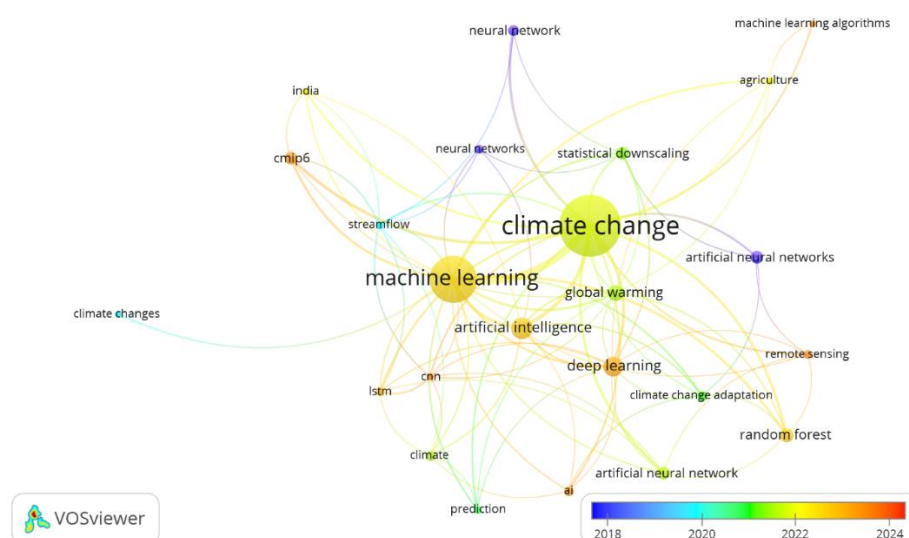 neural network
machine learning algorithms
india
agriculture
cmip6
neural networks
statistical downscaling
streamflow
climate change
artificial neural networks
machine learning
global warming
climate changes
artificial intelligence
remote sensing
deep learning
cnn
lstm
climate change adaptation
random forest
climate
artificial neural network
ai
prediction
VOSviewer
2018 2020 2022 2024